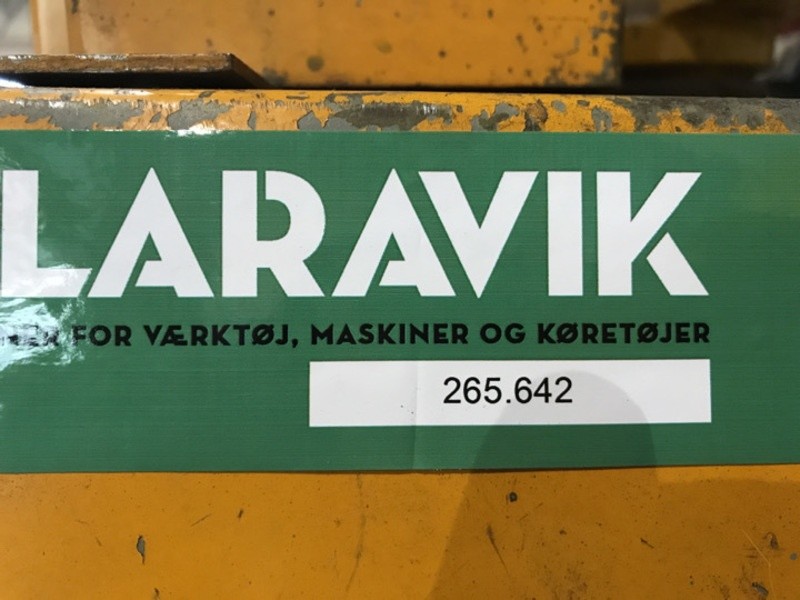 LARAVIK
FOR VÆRKTØJ, MASKINER OG KØRETØJER
265.642